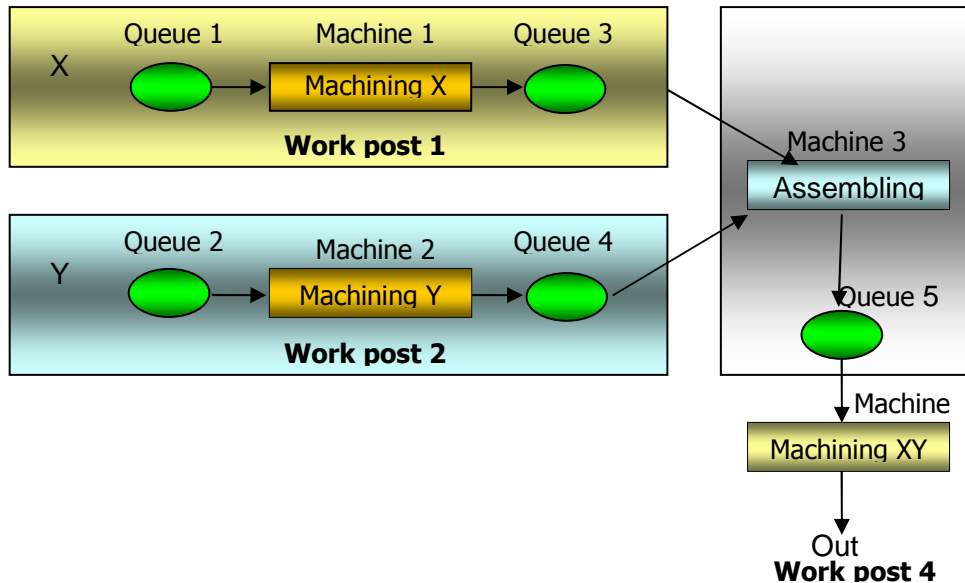 Queue 1
Machine 1
Queue 3
X
Machining X
Work post 1
Queue 2
Machine 2
Queue 4
Y
Machining Y
Work post 2
Machine 3
Assembling
Queue 5
Machine
Machining XY
Out
Work post 4